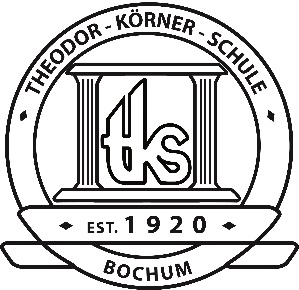 THEODOR - KÖRNER - SCHULE
tks
EST. 1920
BOCHUM